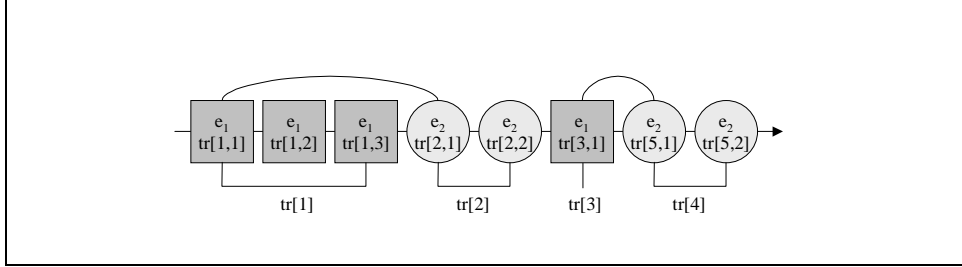 e₁ e₁ e₁ e₂ e₂ e₁ e₂ e₂
tr[1,1] tr[1,2] tr[1,3] tr[2,1] tr[2,2] tr[3,1] tr[5,1] tr[5,2]
tr[1] tr[2] tr[3] tr[4]